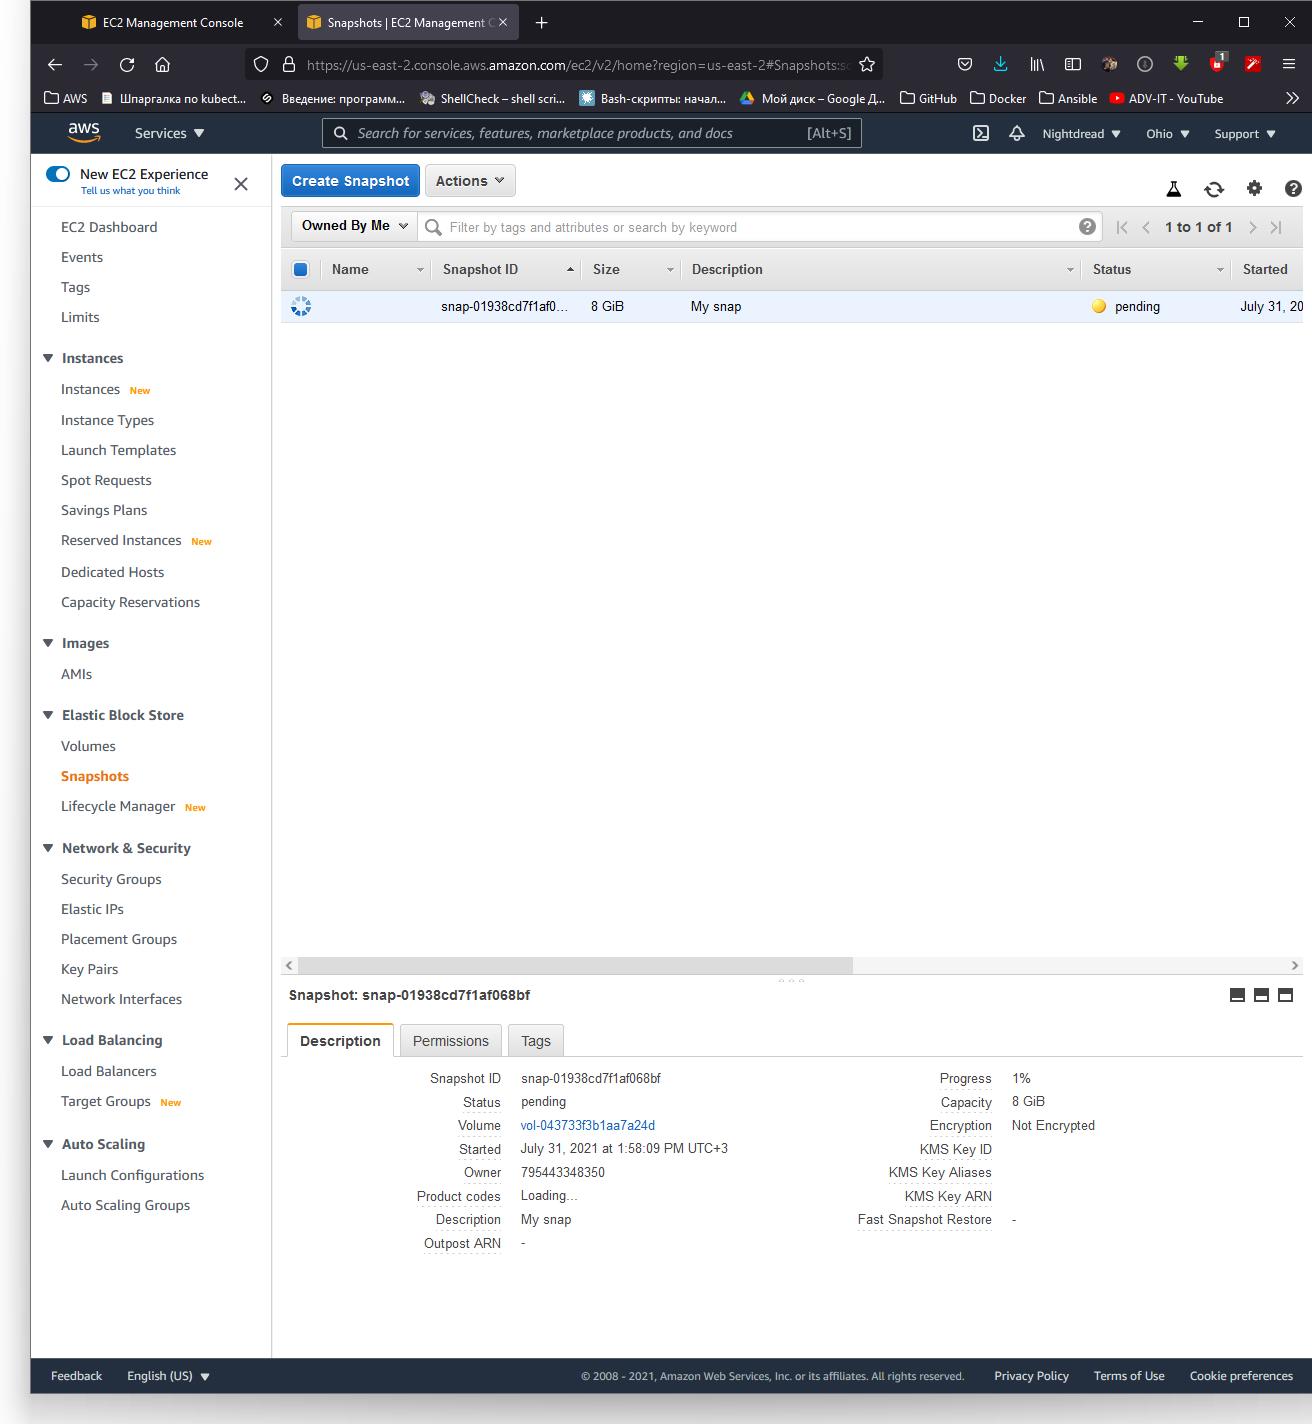 EC2 Management Console
Snapshots | EC2 Management C
https://us-east-2.console.aws.amazon.com/ec2/v2/home?region=us-east-2#Snapshots:
1
AWS
Шпаргалка по kubect...
Введение: программ...
ShellCheck – shell scri...
Bash-скрипты: начал...
Мой диск – Google Д...
GitHub
Docker
Ansible
ADV-IT - YouTube
aws
Services
Search for services, features, marketplace products, and docs
[Alt+S]
Nightdread
Ohio
Support
New EC2 Experience
Tell us what you think
EC2 Dashboard
Events
Tags
Limits
Instances
Instances New
Instance Types
Launch Templates
Spot Requests
Savings Plans
Reserved Instances New
Dedicated Hosts
Capacity Reservations
Images
AMIs
Elastic Block Store
Volumes
Snapshots
Lifecycle Manager New
Network & Security
Security Groups
Elastic IPs
Placement Groups
Key Pairs
Network Interfaces
Load Balancing
Load Balancers
Target Groups New
Auto Scaling
Launch Configurations
Auto Scaling Groups
Create Snapshot
Actions
Owned By Me
Filter by tags and attributes or search by keyword
1 to 1 of 1
Name Snapshot ID Size Description Status Started
snap-01938cd7f1af0... 8 GiB My snap pending July 31, 20
Snapshot: snap-01938cd7f1af068bf
Description
Permissions
Tags
Snapshot ID snap-01938cd7f1af068bf
Status pending
Volume vol-043733f3b1aa7a24d
Started July 31, 2021 at 1:58:09 PM UTC+3
Owner 795443348350
Product codes Loading...
Description My snap
Outpost ARN -
Progress 1%
Capacity 8 GiB
Encryption Not Encrypted
KMS Key ID
KMS Key Aliases
KMS Key ARN
Fast Snapshot Restore -
Feedback
English (US)
© 2008 - 2021, Amazon Web Services, Inc. or its affiliates. All rights reserved.
Privacy Policy
Terms of Use
Cookie preferences